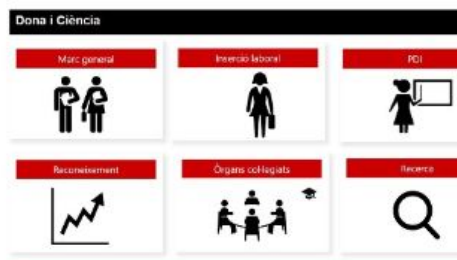 Dona i Ciència
Marc general
Inserció laboral
PDI
Reconeixement
Òrgans col·legiats
Recerca